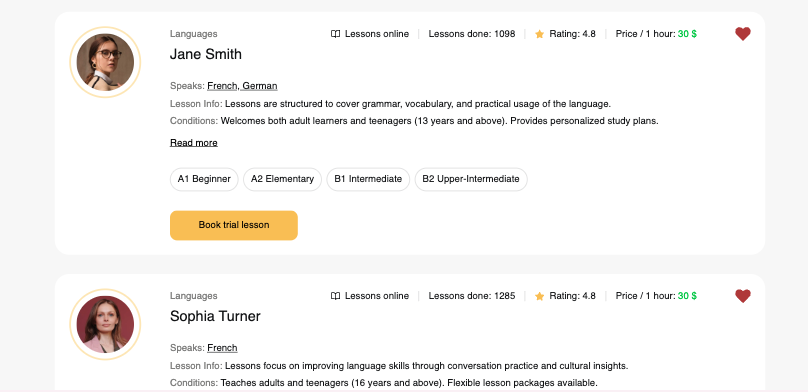 Languages
Lessons online
Lessons done: 1098
Rating: 4.8
Price / 1 hour: 30 $
Jane Smith
Speaks: French, German
Lesson Info: Lessons are structured to cover grammar, vocabulary, and practical usage of the language.
Conditions: Welcomes both adult learners and teenagers (13 years and above). Provides personalized study plans.
Read more
A1 Beginner
A2 Elementary
B1 Intermediate
B2 Upper-Intermediate
Book trial lesson
Languages
Lessons online
Lessons done: 1285
Rating: 4.8
Price / 1 hour: 30 $
Sophia Turner
Speaks: French
Lesson Info: Lessons focus on improving language skills through conversation practice and cultural insights.
Conditions: Teaches adults and teenagers (16 years and above). Flexible lesson packages available.